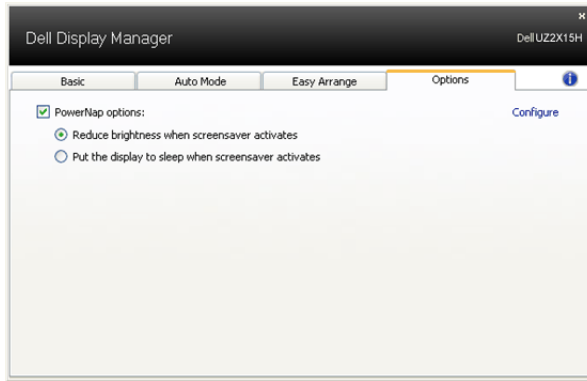 Dell Display Manager
Dell UZ2X15H
Basic
Auto Mode
Easy Arrange
Options
PowerNap options:
Configure
Reduce brightness when screensaver activates
Put the display to sleep when screensaver activates